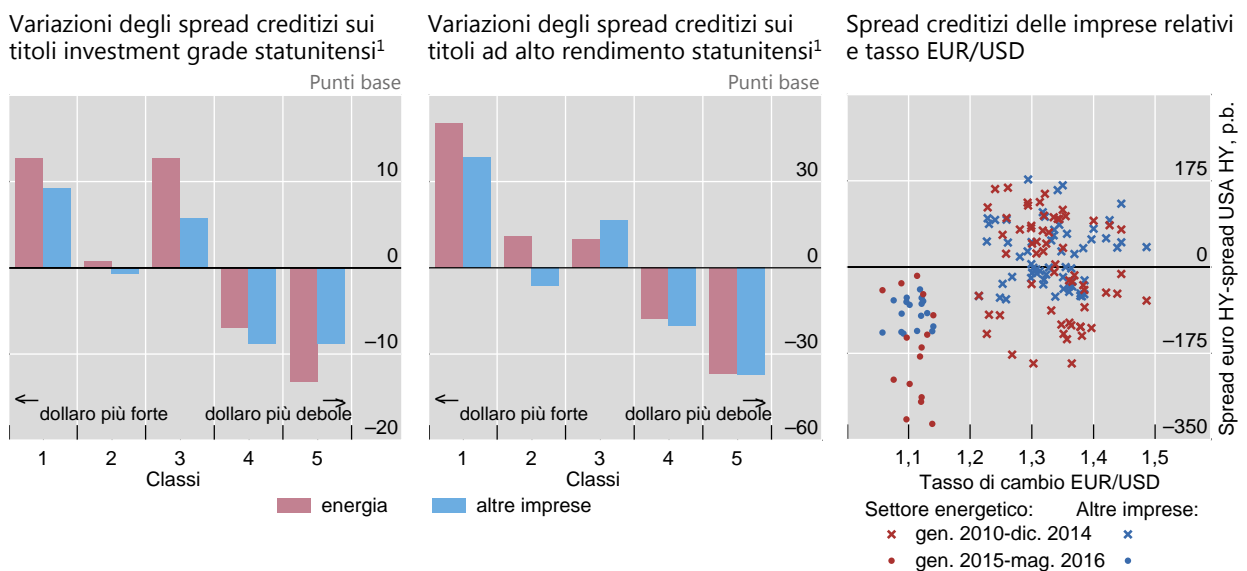 Variazioni degli spread creditizi sui
titoli investment grade statunitensi¹
Punti base
10
0
–10
–20
dollaro più forte
dollaro più debole
1 2 3 4 5
Classi
Variazioni degli spread creditizi sui
titoli ad alto rendimento statunitensi¹
Punti base
30
0
–30
–60
dollaro più forte
dollaro più debole
1 2 3 4 5
Classi
energia
altre imprese
Spread creditizi delle imprese relativi
e tasso EUR/USD
Spread euro HY-spread USA HY, p.b.
175
0
–175
–350
1,1 1,2 1,3 1,4 1,5
Tasso di cambio EUR/USD
Settore energetico: Altre imprese:
gen. 2010-dic. 2014
gen. 2015-mag. 2016